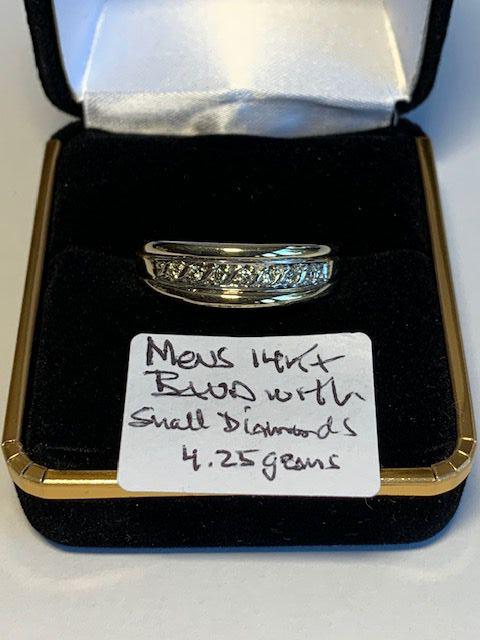 Mens 14Kt
BAND with
Small Diamonds
4.25 grams